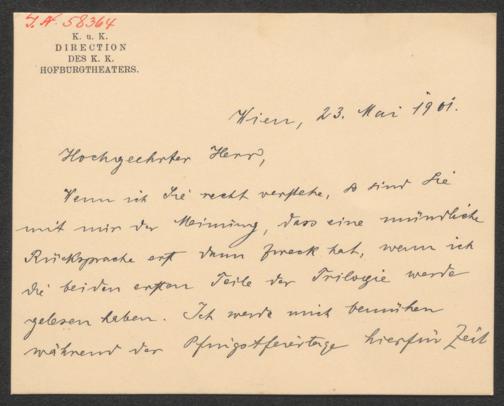 I.N. 58364
K. u. K.
DIRECTION
DES K. K.
HOFBURGTHEATERS.
Wien, 23. Mai 1901.
Hochgeehrter Herr,
Wenn ich Sie recht verstehe, so sind Sie
mit mir der Meinung, dass eine mündliche
Rücksprache erst dann Zweck hat, wenn ich
die beiden ersten Teile der Trilogie werde
gelesen haben. Ich werde mich bemühen
während der Pfingstfeiertage hierfür Zeit